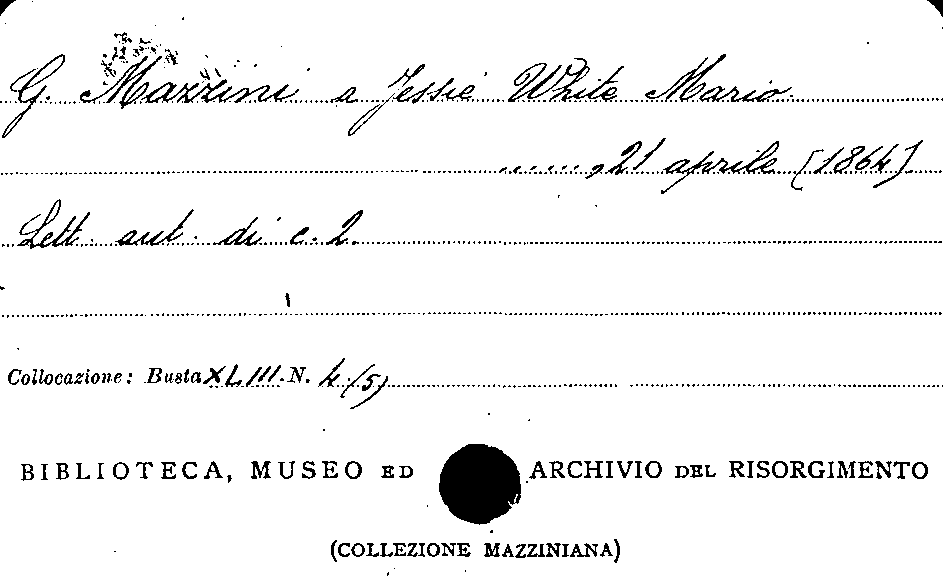 G. Mazzini a Jessie White Mario.
......., 21 aprile [1864]
Lett. aut. di c. 2.
Collocazione: Busta XLIII. N. 4 (5)
BIBLIOTECA, MUSEO ED ARCHIVIO DEL RISORGIMENTO
(COLLEZIONE MAZZINIANA)